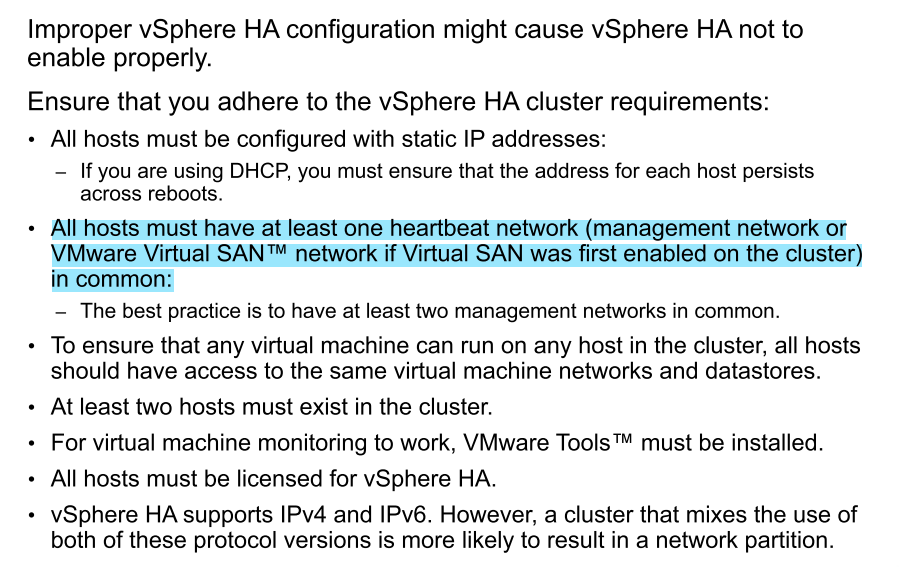 Improper vSphere HA configuration might cause vSphere HA not to
enable properly.
Ensure that you adhere to the vSphere HA cluster requirements:
• All hosts must be configured with static IP addresses:
– If you are using DHCP, you must ensure that the address for each host persists
across reboots.
• All hosts must have at least one heartbeat network (management network or
VMware Virtual SAN™ network if Virtual SAN was first enabled on the cluster)
in common:
– The best practice is to have at least two management networks in common.
• To ensure that any virtual machine can run on any host in the cluster, all hosts
should have access to the same virtual machine networks and datastores.
• At least two hosts must exist in the cluster.
• For virtual machine monitoring to work, VMware Tools™ must be installed.
• All hosts must be licensed for vSphere HA.
• vSphere HA supports IPv4 and IPv6. However, a cluster that mixes the use of
both of these protocol versions is more likely to result in a network partition.